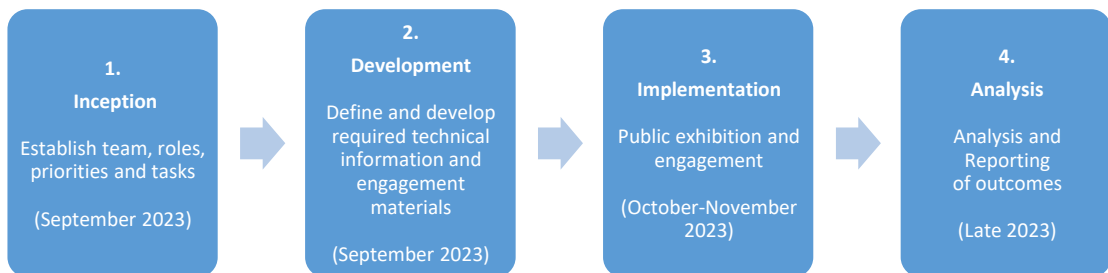 1.
Inception
Establish team, roles,
priorities and tasks
(September 2023)
2.
Development
Define and develop
required technical
information and
engagement
materials
(September 2023)
3.
Implementation
Public exhibition and
engagement
(October-November
2023)
4.
Analysis
Analysis and
Reporting
of outcomes
(Late 2023)